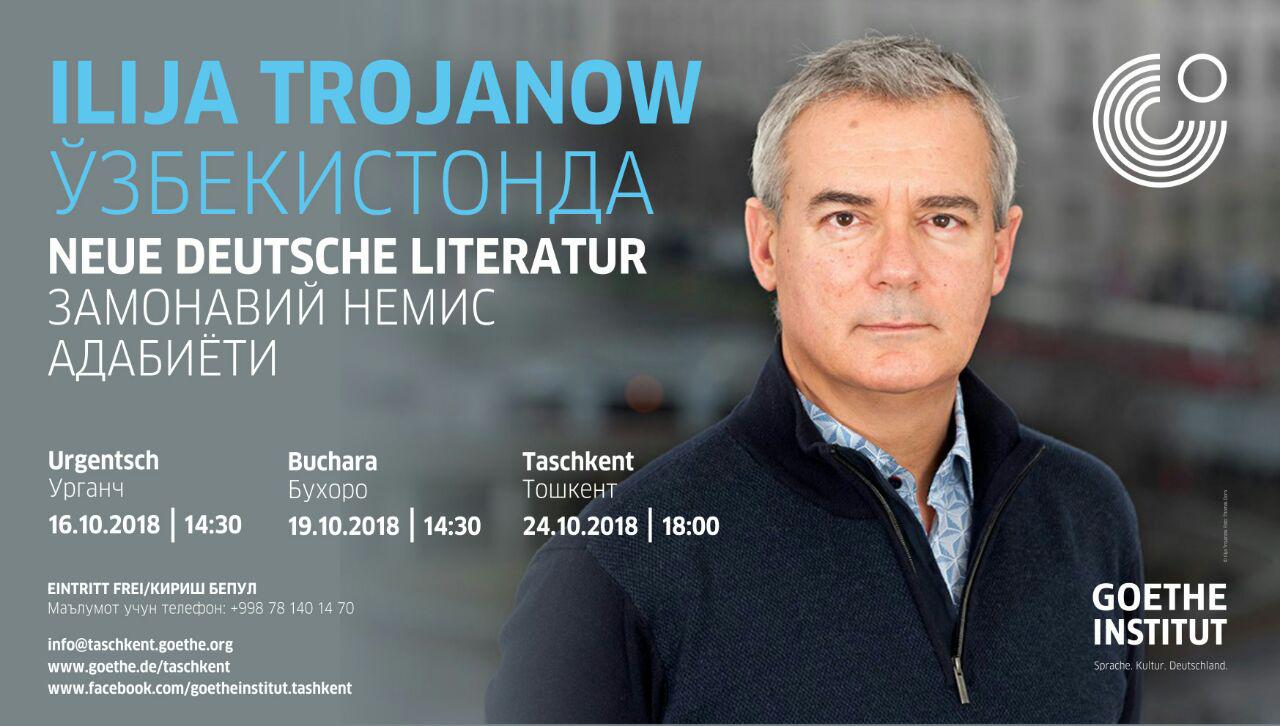 ILIJA TROJANOW
ЎЗБЕКИСТОНДА
NEUE DEUTSCHE LITERATUR
ЗАМОНАВИЙ НЕМИС
АДАБИЁТИ
Urgentsch
Урганч
16.10.2018 | 14:30
Buchara
Бухоро
19.10.2018 | 14:30
Taschkent
Тошкент
24.10.2018 | 18:00
EINTRITT FREI/КИРИШ БЕПУЛ
Маълумот учун телефон: +998 78 140 14 70
info@taschkent.goethe.org
www.goethe.de/taschkent
www.facebook.com/goetheinstitut.tashkent
GOETHE
INSTITUT
Sprache. Kultur. Deutschland.